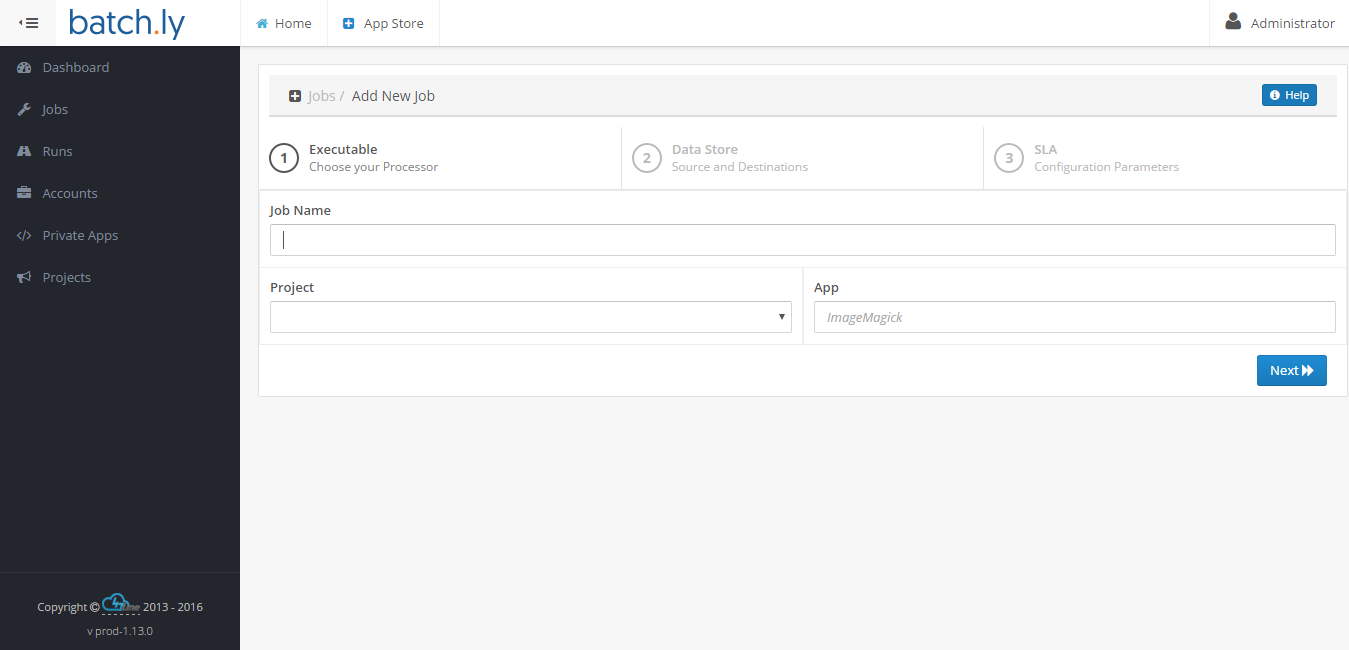 batch.ly
Home
App Store
Administrator
Dashboard
Jobs
Runs
Accounts
Private Apps
Projects
Jobs / Add New Job
Help
1 Executable
Choose your Processor
2 Data Store
Source and Destinations
3 SLA
Configuration Parameters
Job Name
Project
App
ImageMagick
Next
Copyright © 2013 - 2016
v prod-1.13.0